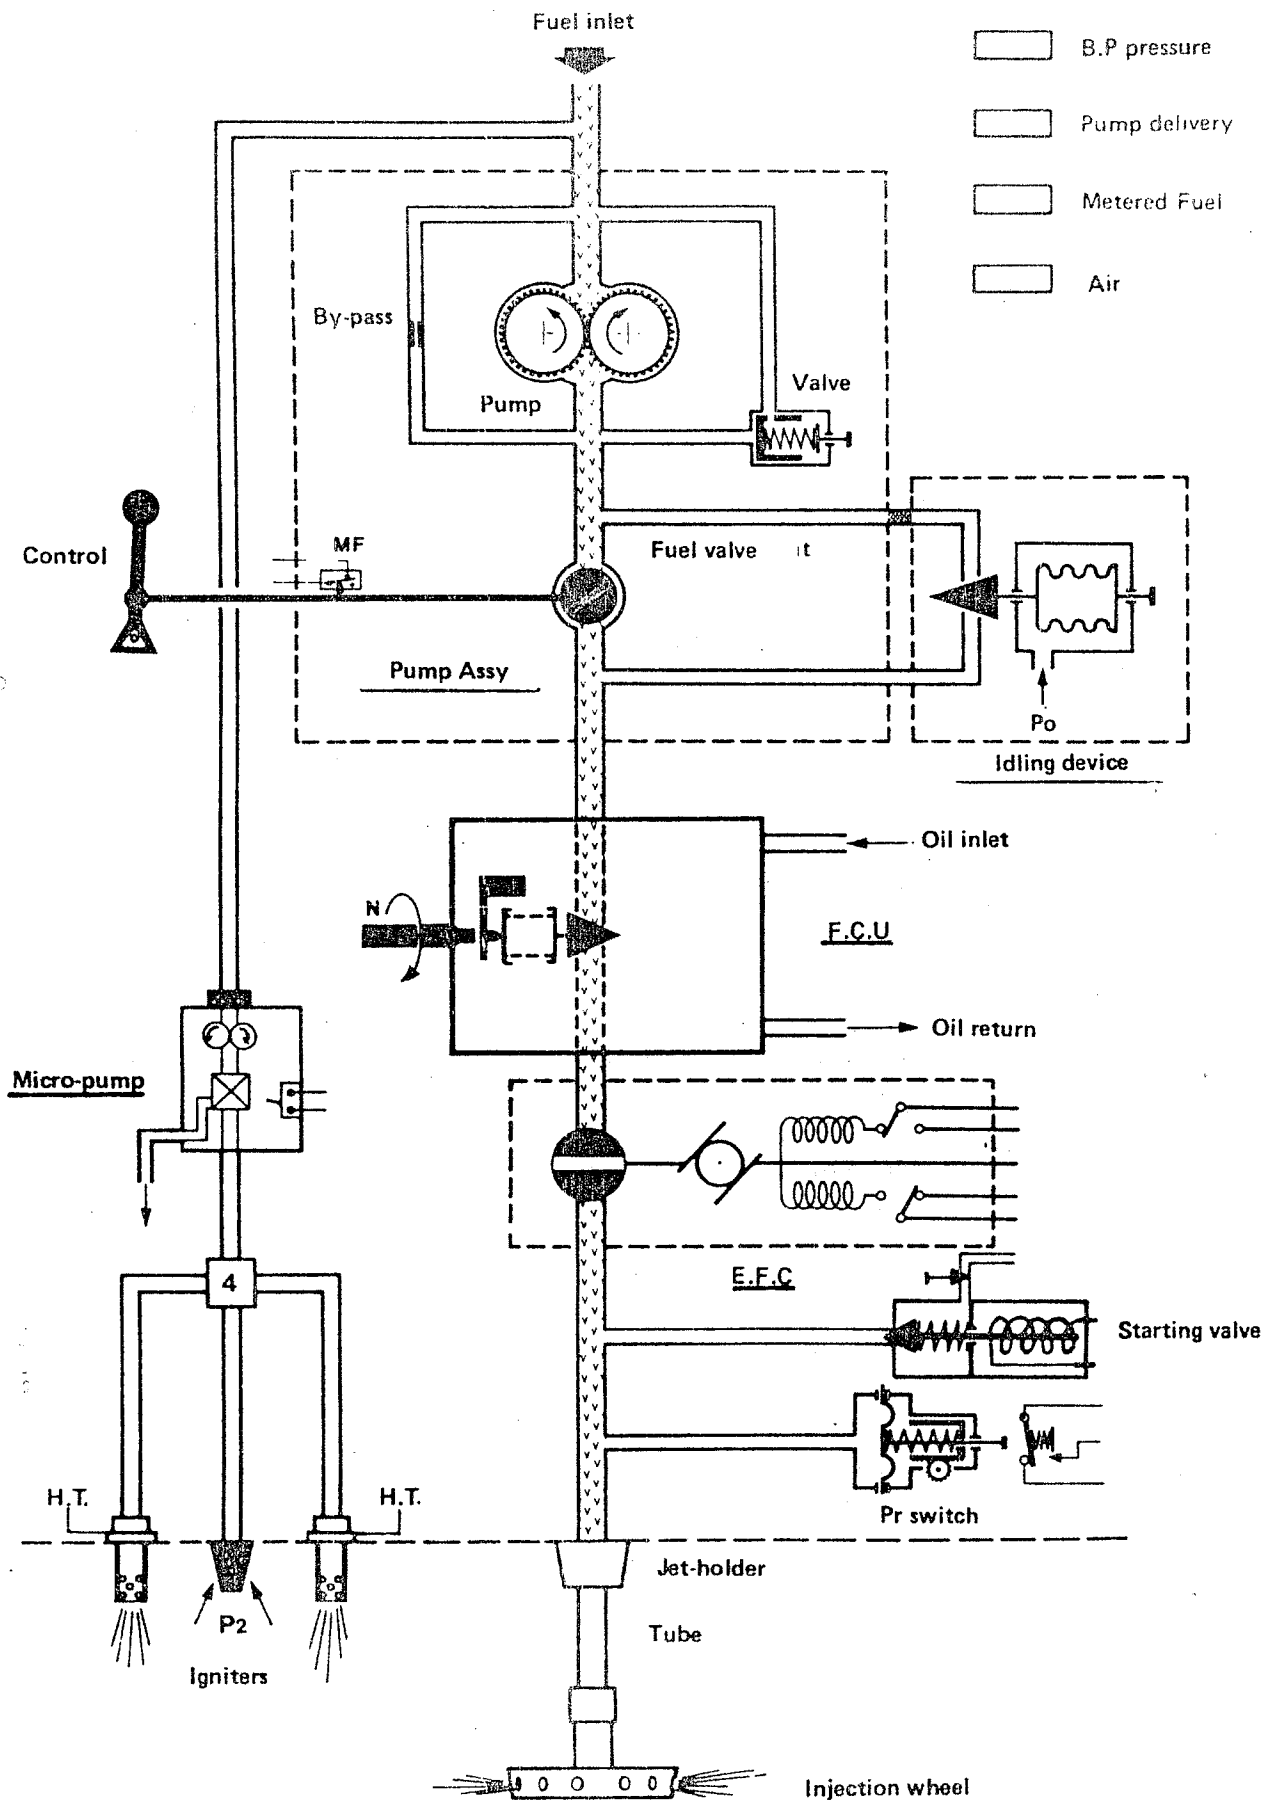 Fuel inlet
B.P pressure
Pump delivery
Metered Fuel
Air
By-pass
Pump
Valve
Control
MF
Fuel valve
Pump Assy
Po
Idling device
Oil inlet
N
F.C.U
Oil return
Micro-pump
4
E.F.C
Starting valve
Pr switch
H.T.
H.T.
P2
Igniters
Jet-holder
Tube
Injection wheel